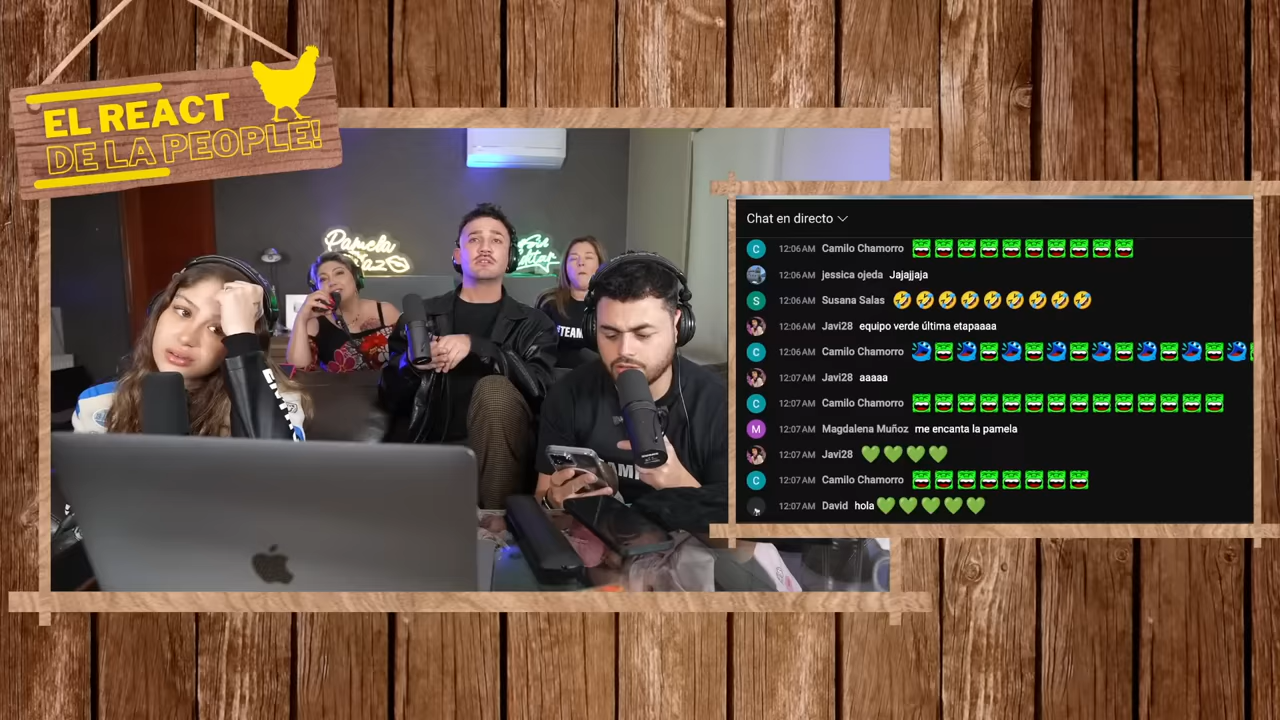 EL REACT
DE LA PEOPLE!
Pamela
Díaz
Chat en directo
C 12:06 AM Camilo Chamorro
12:06 AM jessica ojeda Jajajjaja
S 12:06 AM Susana Salas 🤣🤣🤣🤣🤣🤣🤣🤣🤣
12:06 AM Javi28 equipo verde última etapaaaa
C 12:06 AM Camilo Chamorro
12:07 AM Javi28 aaaaa
C 12:07 AM Camilo Chamorro
M 12:07 AM Magdalena Muñoz me encanta la pamela
12:07 AM Javi28 💚💚💚💚
C 12:07 AM Camilo Chamorro
12:07 AM David hola💚💚💚💚💚